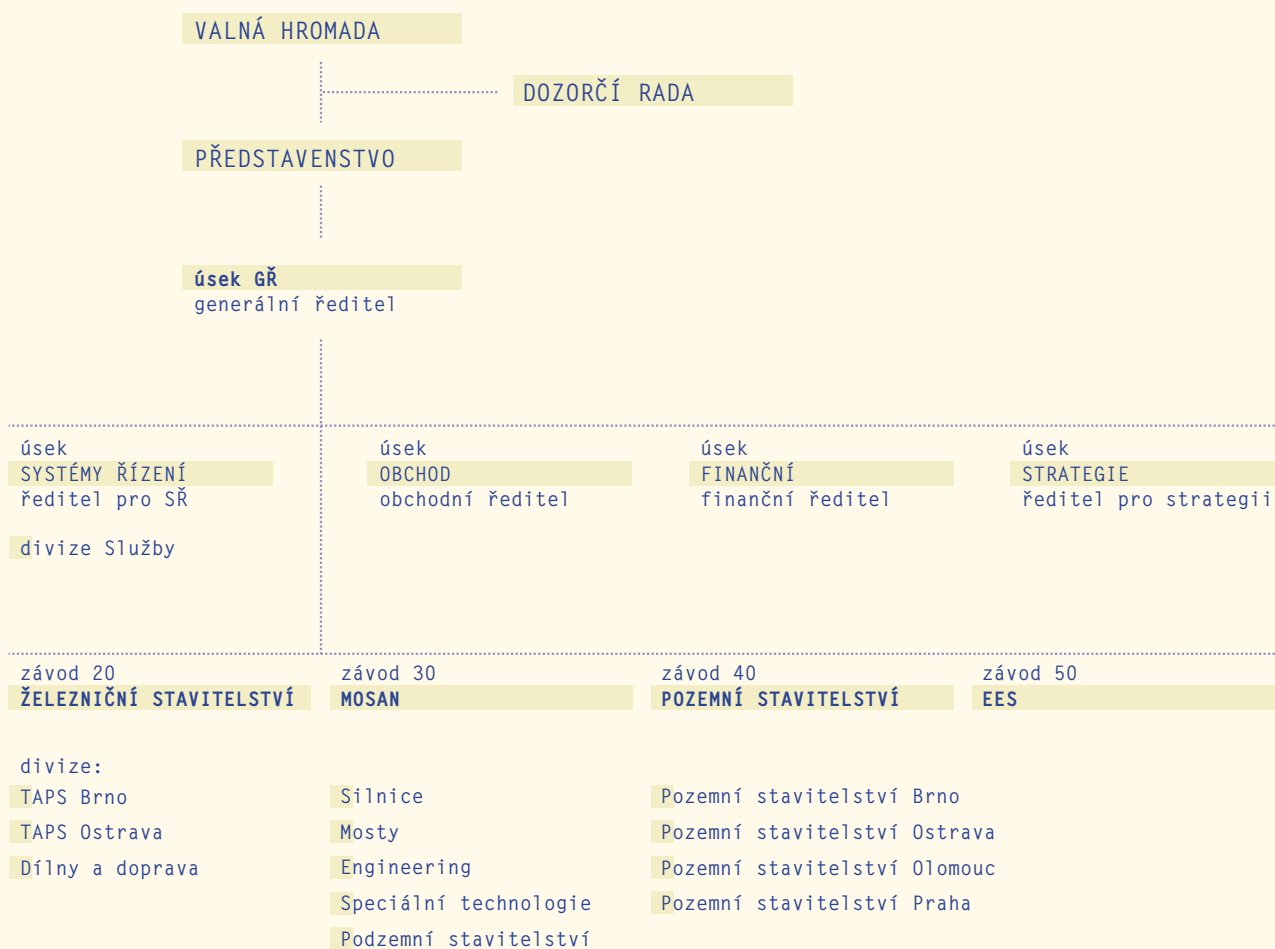 VALNÁ HROMADA
DOZORČÍ RADA
PŘEDSTAVENSTVO
úsek GŘ
generální ředitel
úsek
SYSTÉMY ŘÍZENÍ
ředitel pro SŘ
divize Služby
úsek
OBCHOD
obchodní ředitel
úsek
FINANČNÍ
finanční ředitel
úsek
STRATEGIE
ředitel pro strategii
závod 20
ŽELEZNIČNÍ STAVITELSTVÍ
divize:
TAPS Brno
TAPS Ostrava
Dílny a doprava
závod 30
MOSAN
Silnice
Mosty
Engineering
Speciální technologie
Podzemní stavitelství
závod 40
POZEMNÍ STAVITELSTVÍ
Pozemní stavitelství Brno
Pozemní stavitelství Ostrava
Pozemní stavitelství Olomouc
Pozemní stavitelství Praha
závod 50
EES